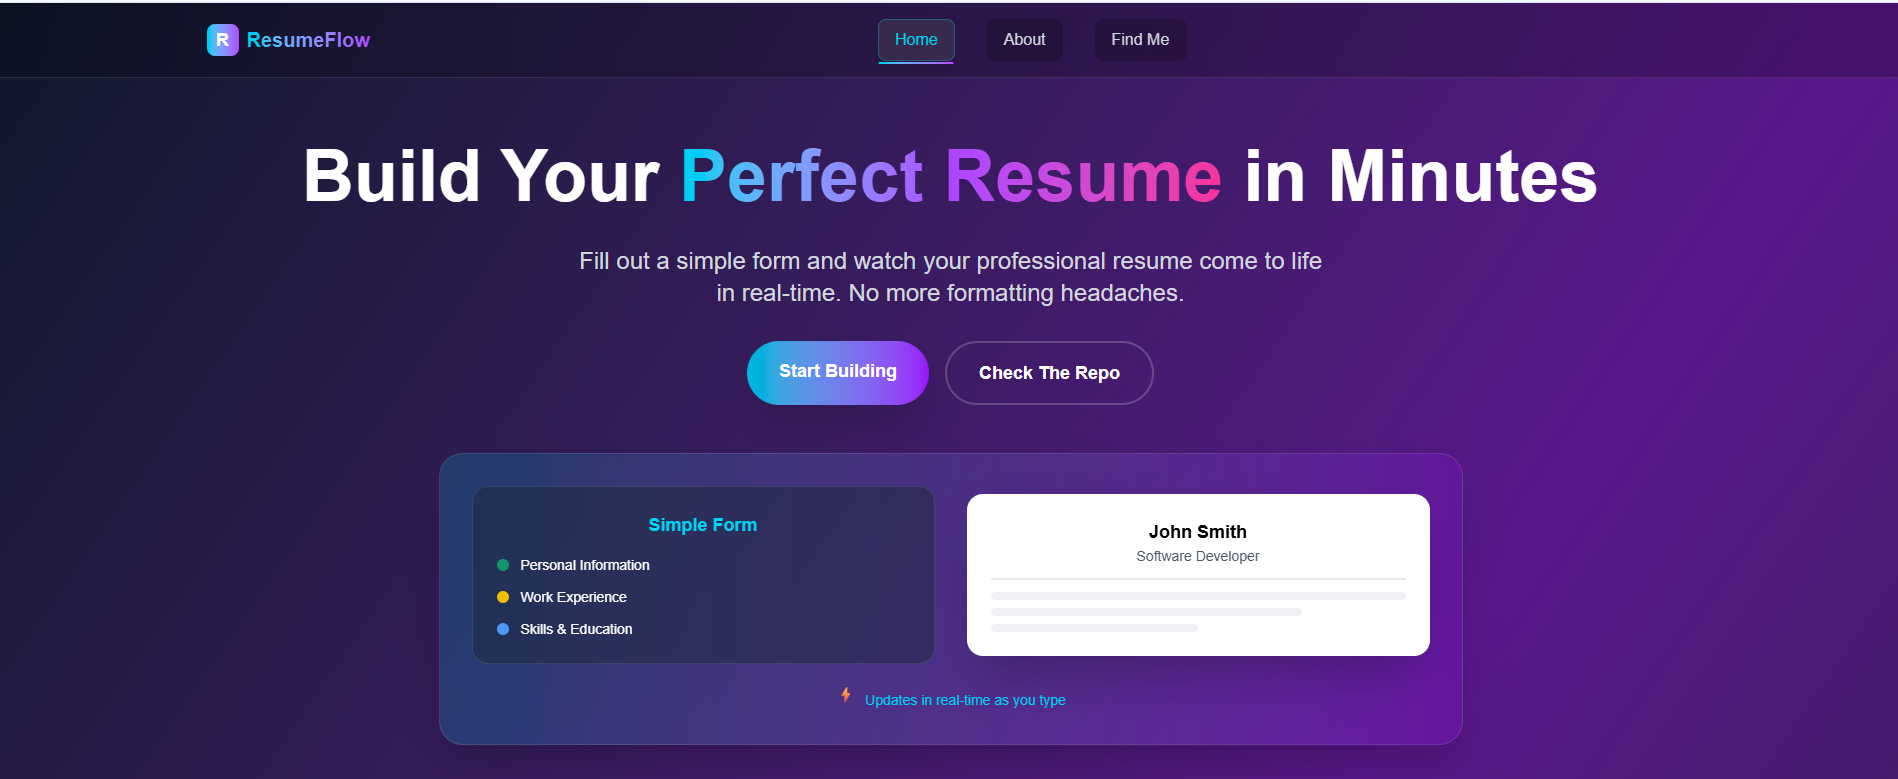 R ResumeFlow
Home
About
Find Me
Build Your Perfect Resume in Minutes
Fill out a simple form and watch your professional resume come to life
in real-time. No more formatting headaches.
Start Building
Check The Repo
Simple Form
Personal Information
Work Experience
Skills & Education
John Smith
Software Developer
Updates in real-time as you type